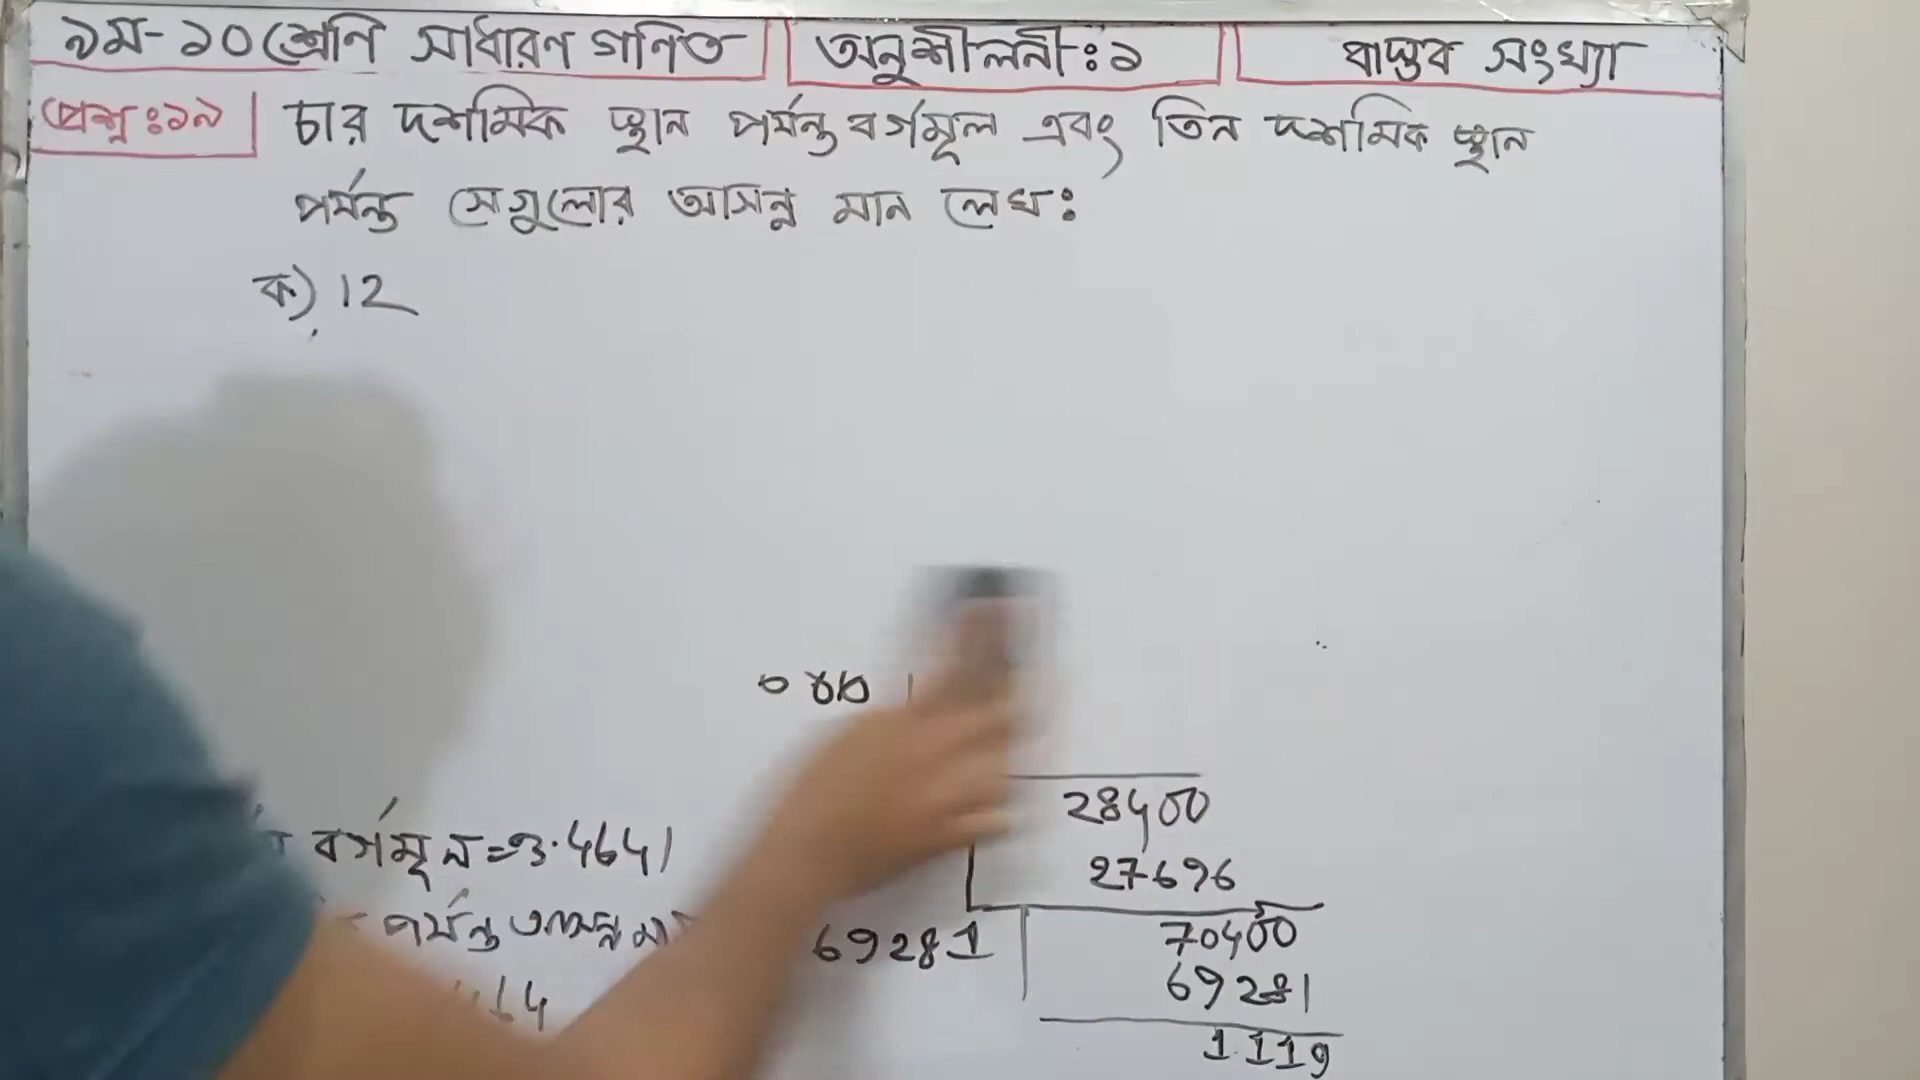 ৯ম-১০ শ্রেণি সাধারণ গণিত অনুশীলনী:১ বাস্তব সংখ্যা
প্রশ্ন:১৯ চার দশমিক স্থান পর্যন্ত বর্গমূল এবং তিন দশমিক স্থান
পর্যন্ত সেগুলোর আসন্ন মান লেখ:
ক) 12
28400
বর্গমূল = 3.4641
27696
পর্যন্ত আসন্ন
69281
70400
69281
1119